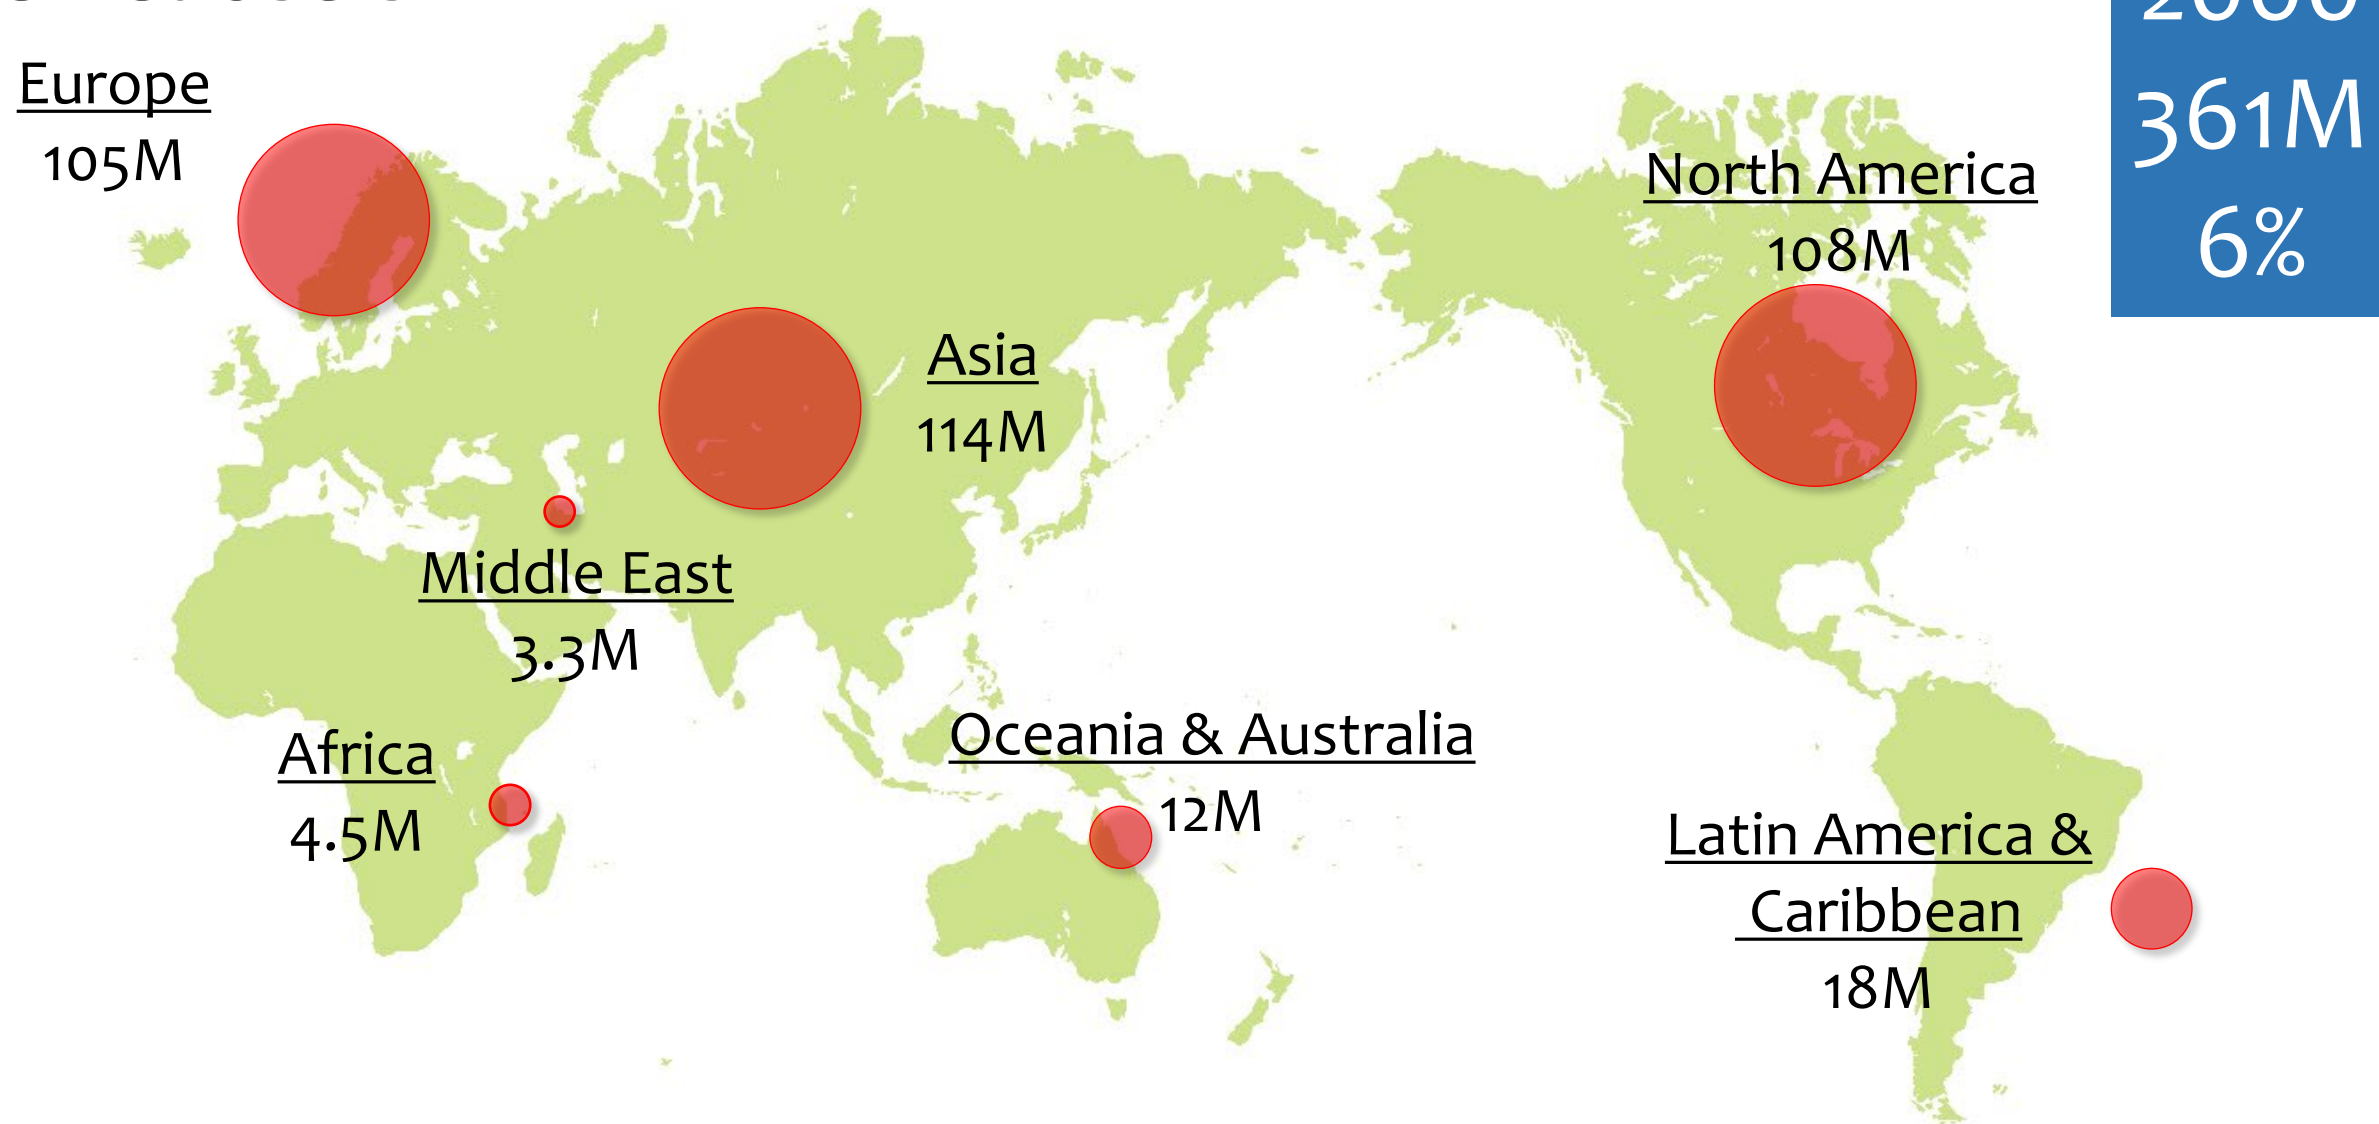 2000
361M
6%
Europe
105M
North America
108M
Asia
114M
Middle East
3.3M
Oceania & Australia
12M
Africa
4.5M
Latin America &
Caribbean
18M